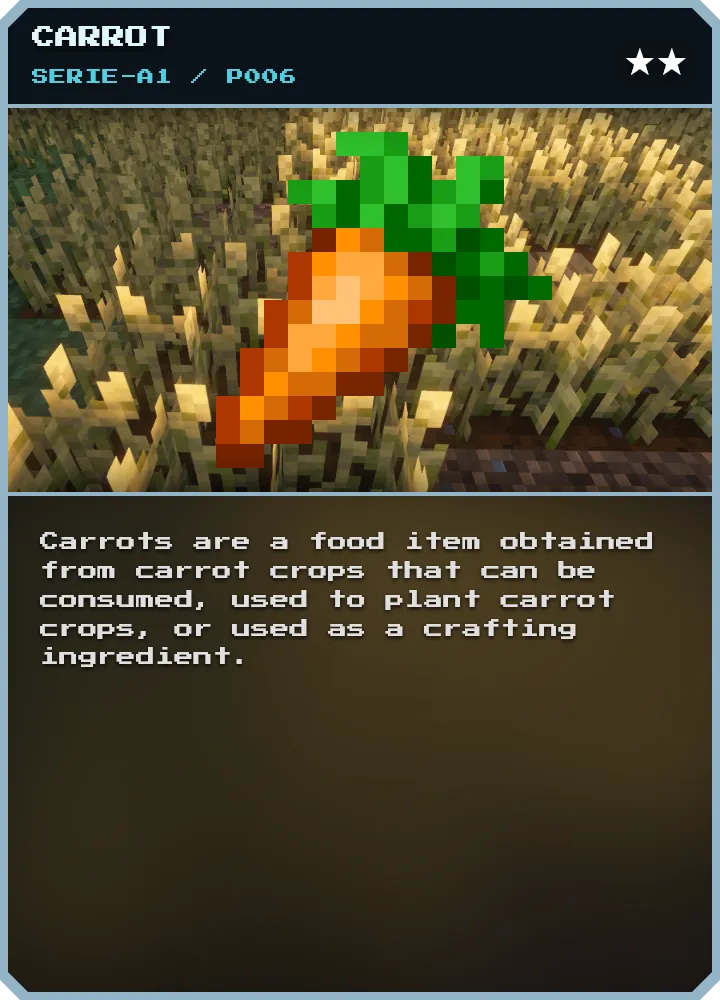 CARROT
SERIE-A1 / P006
★★
Carrots are a food item obtained
from carrot crops that can be
consumed, used to plant carrot
crops, or used as a crafting
ingredient.